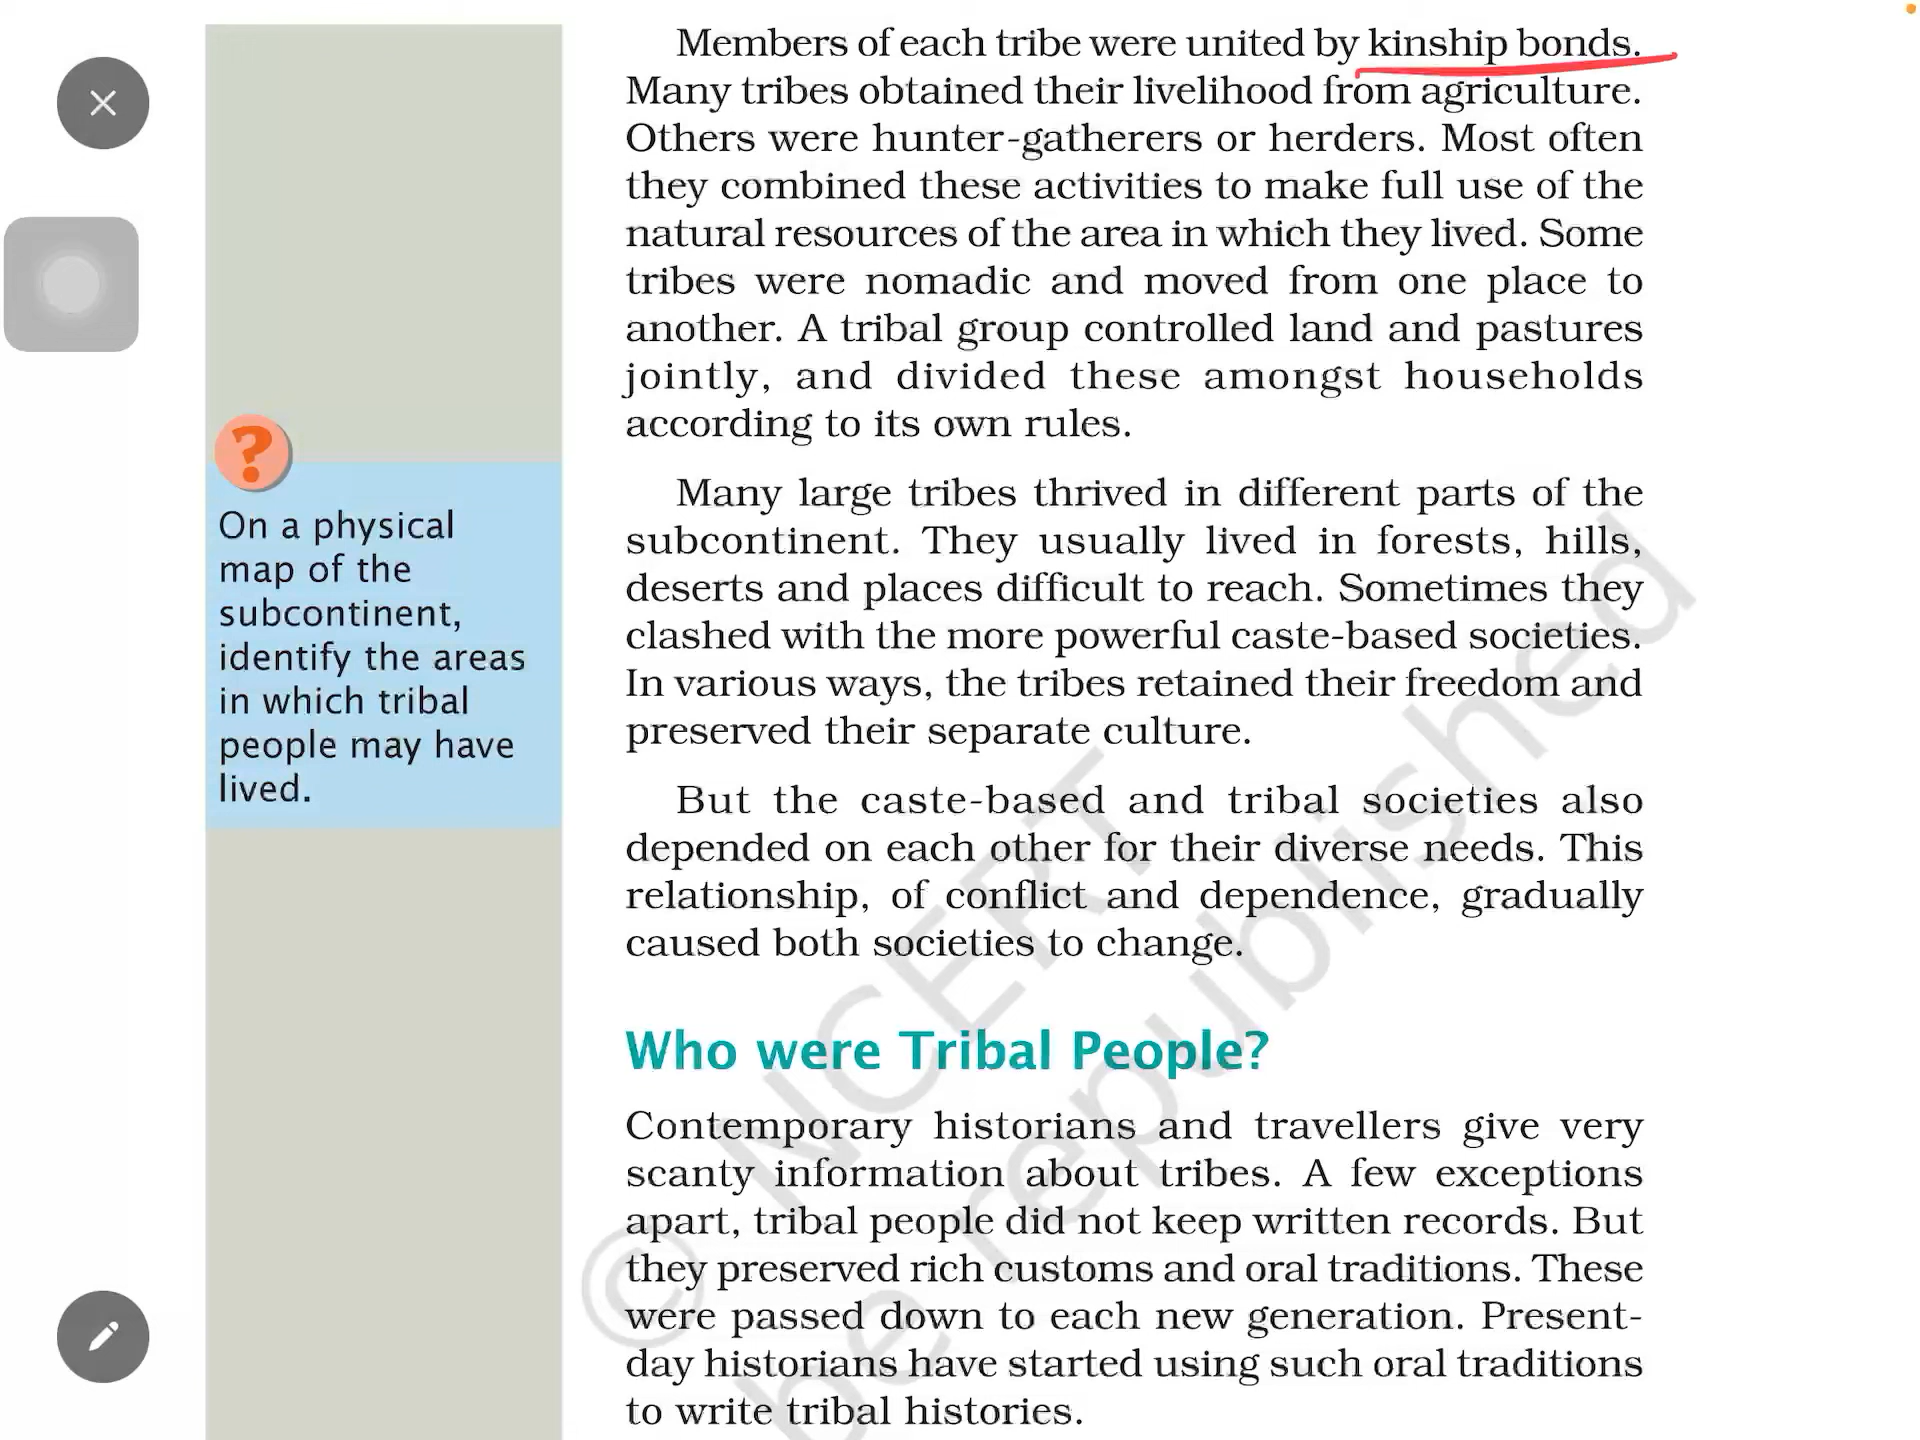 Members of each tribe were united by kinship bonds.
Many tribes obtained their livelihood from agriculture.
Others were hunter-gatherers or herders. Most often
they combined these activities to make full use of the
natural resources of the area in which they lived. Some
tribes were nomadic and moved from one place to
another. A tribal group controlled land and pastures
jointly, and divided these amongst households
according to its own rules.
?
On a physical
map of the
subcontinent,
identify the areas
in which tribal
people may have
lived.
Many large tribes thrived in different parts of the
subcontinent. They usually lived in forests, hills,
deserts and places difficult to reach. Sometimes they
clashed with the more powerful caste-based societies.
In various ways, the tribes retained their freedom and
preserved their separate culture.
But the caste-based and tribal societies also
depended on each other for their diverse needs. This
relationship, of conflict and dependence, gradually
caused both societies to change.
Who were Tribal People?
Contemporary historians and travellers give very
scanty information about tribes. A few exceptions
apart, tribal people did not keep written records. But
they preserved rich customs and oral traditions. These
were passed down to each new generation. Present-
day historians have started using such oral traditions
to write tribal histories.
© NCERT
be republished